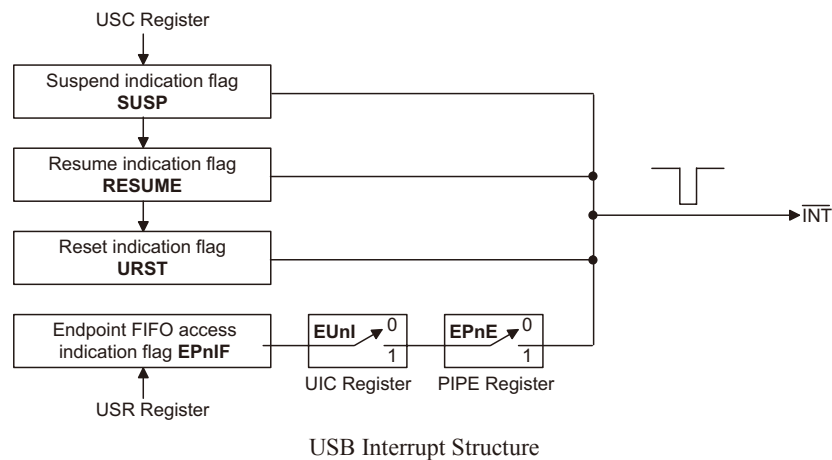 USC Register
Suspend indication flag
SUSP
Resume indication flag
RESUME
Reset indication flag
URST
INT
Endpoint FIFO access
indication flag EPnIF
EUnI 0
1
EPnE 0
1
UIC Register
PIPE Register
USR Register
USB Interrupt Structure